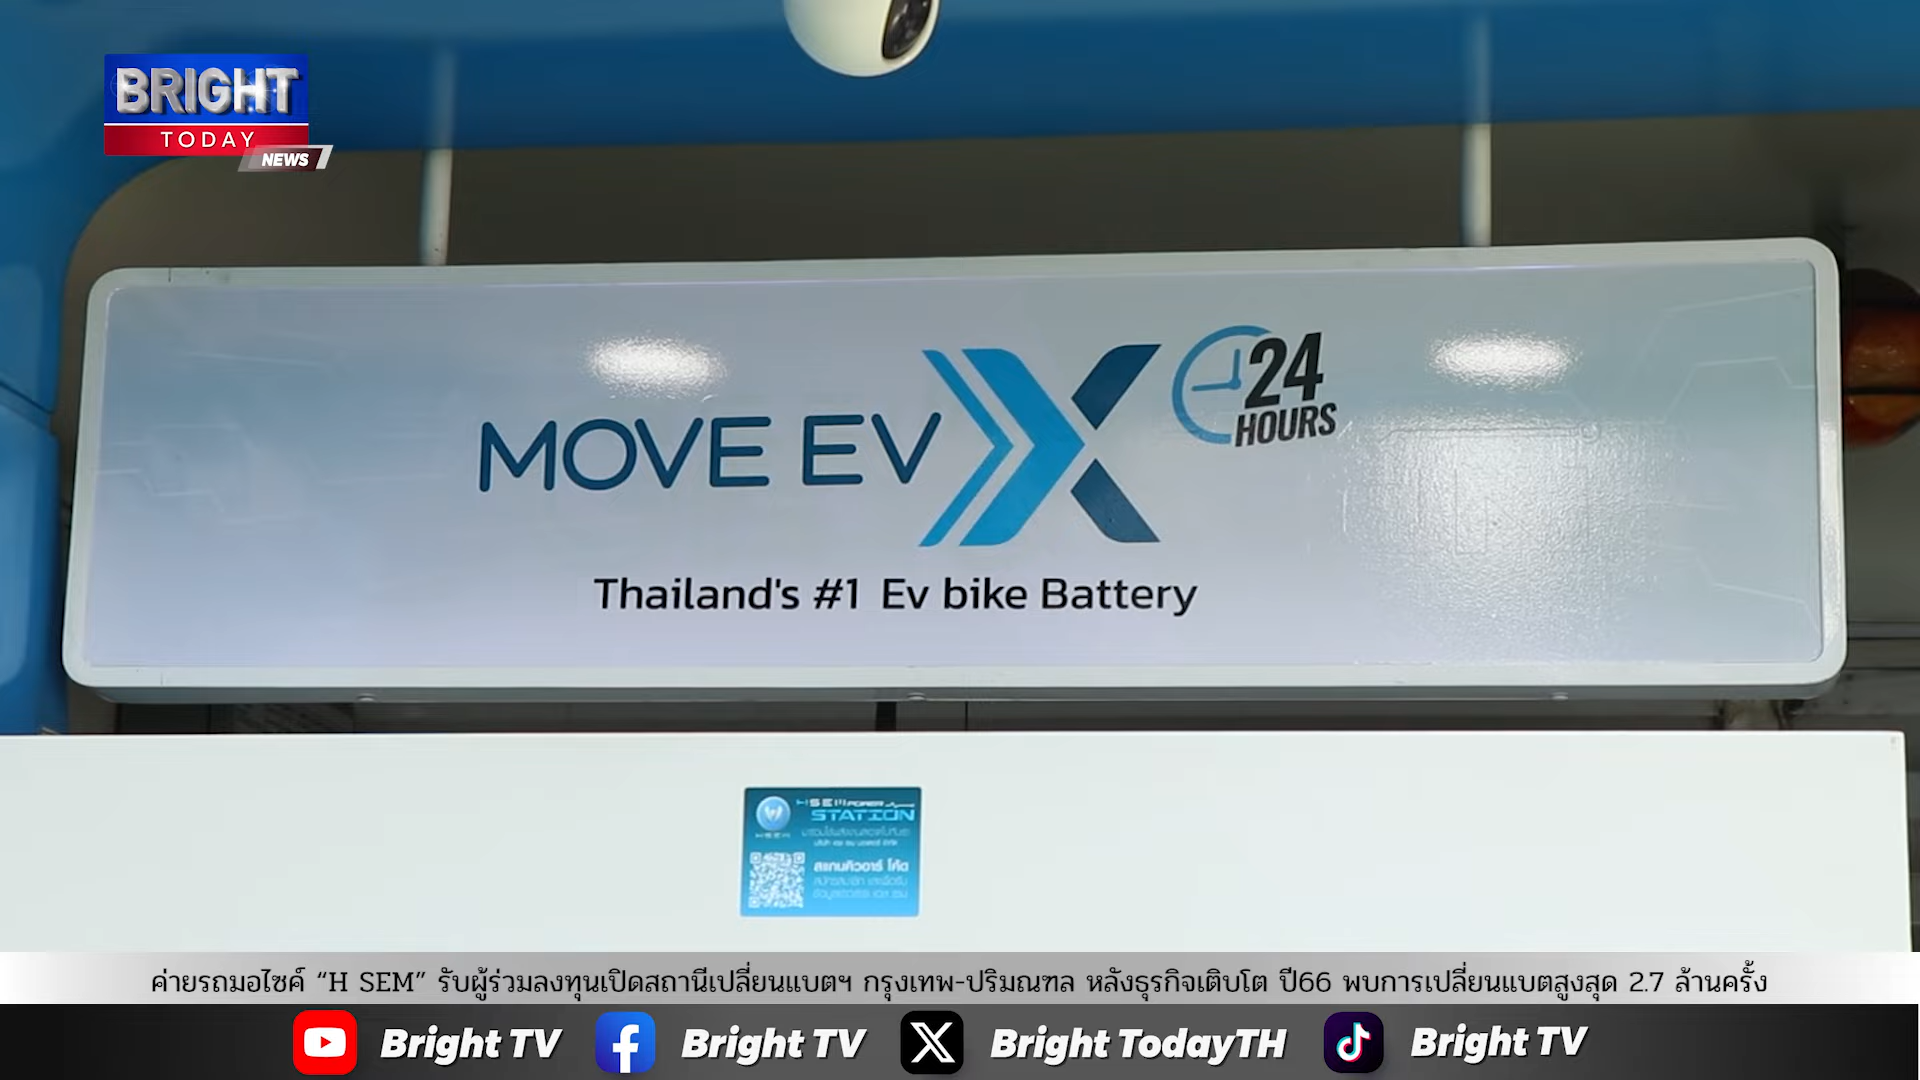 BRIGHT
TODAY
NEWS
24
HOURS
MOVE EV X
Thailand's #1 Ev bike Battery
HSEM POWER
STATION
HSEM
สแกนคิวอาร์ โค้ด
ค่ายรถมอไซค์ “H SEM” รับผู้ร่วมลงทุนเปิดสถานีเปลี่ยนแบตฯ กรุงเทพ-ปริมณฑล หลังธุรกิจเติบโต ปี66 พบการเปลี่ยนแบตสูงสุด 2.7 ล้านครั้ง
Bright TV Bright TV Bright TodayTH Bright TV